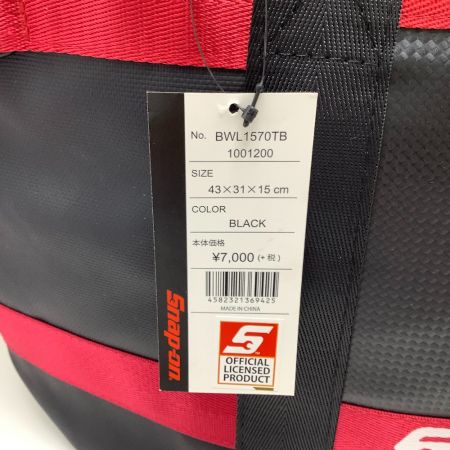 No. BWL1570TB
1001200
SIZE
43×31×15 cm
COLOR
BLACK
本体価格
¥7,000 (+税)
4582321369425
MADE IN CHINA
Snap-on
OFFICIAL
LICENSED
PRODUCT